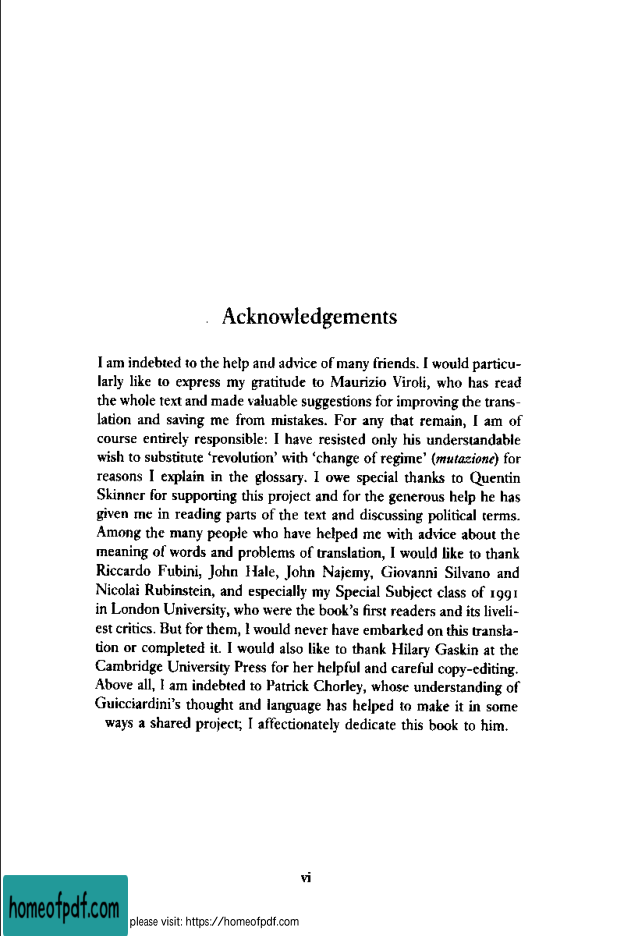 Acknowledgements
I am indebted to the help and advice of many friends. I would particu-
larly like to express my gratitude to Maurizio Viroli, who has read
the whole text and made valuable suggestions for improving the trans-
lation and saving me from mistakes. For any that remain, I am of
course entirely responsible: I have resisted only his understandable
wish to substitute ‘revolution’ with ‘change of regime’ (mutazione) for
reasons I explain in the glossary. I owe special thanks to Quentin
Skinner for supporting this project and for the generous help he has
given me in reading parts of the text and discussing political terms.
Among the many people who have helped me with advice about the
meaning of words and problems of translation, I would like to thank
Riccardo Fubini, John Hale, John Najemy, Giovanni Silvano and
Nicolai Rubinstein, and especially my Special Subject class of 1991
in London University, who were the book’s first readers and its liveli-
est critics. But for them, I would never have embarked on this transla-
tion or completed it. I would also like to thank Hilary Gaskin at the
Cambridge University Press for her helpful and careful copy-editing.
Above all, I am indebted to Patrick Chorley, whose understanding of
Guicciardini’s thought and language has helped to make it in some
ways a shared project; I affectionately dedicate this book to him.
vi
homeofpdf.com
please visit: https://homeofpdf.com